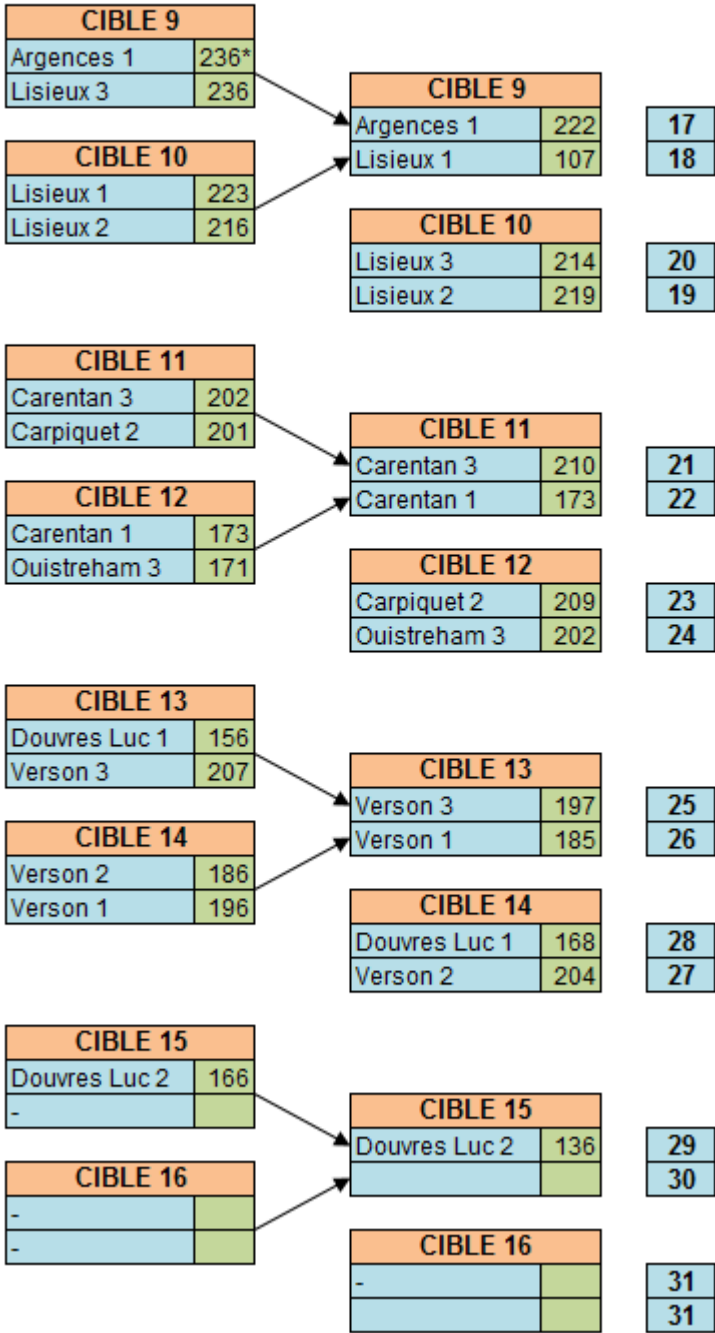 CIBLE 9
Argences 1 236*
Lisieux 3 236
CIBLE 10
Lisieux 1 223
Lisieux 2 216
CIBLE 9
Argences 1 222 17
Lisieux 1 107 18
CIBLE 10
Lisieux 3 214 20
Lisieux 2 219 19
CIBLE 11
Carentan 3 202
Carpiquet 2 201
CIBLE 12
Carentan 1 173
Ouistreham 3 171
CIBLE 11
Carentan 3 210 21
Carentan 1 173 22
CIBLE 12
Carpiquet 2 209 23
Ouistreham 3 202 24
CIBLE 13
Douvres Luc 1 156
Verson 3 207
CIBLE 14
Verson 2 186
Verson 1 196
CIBLE 13
Verson 3 197 25
Verson 1 185 26
CIBLE 14
Douvres Luc 1 168 28
Verson 2 204 27
CIBLE 15
Douvres Luc 2 166
-
CIBLE 16
-
-
CIBLE 15
Douvres Luc 2 136 29
30
CIBLE 16
- 31
31